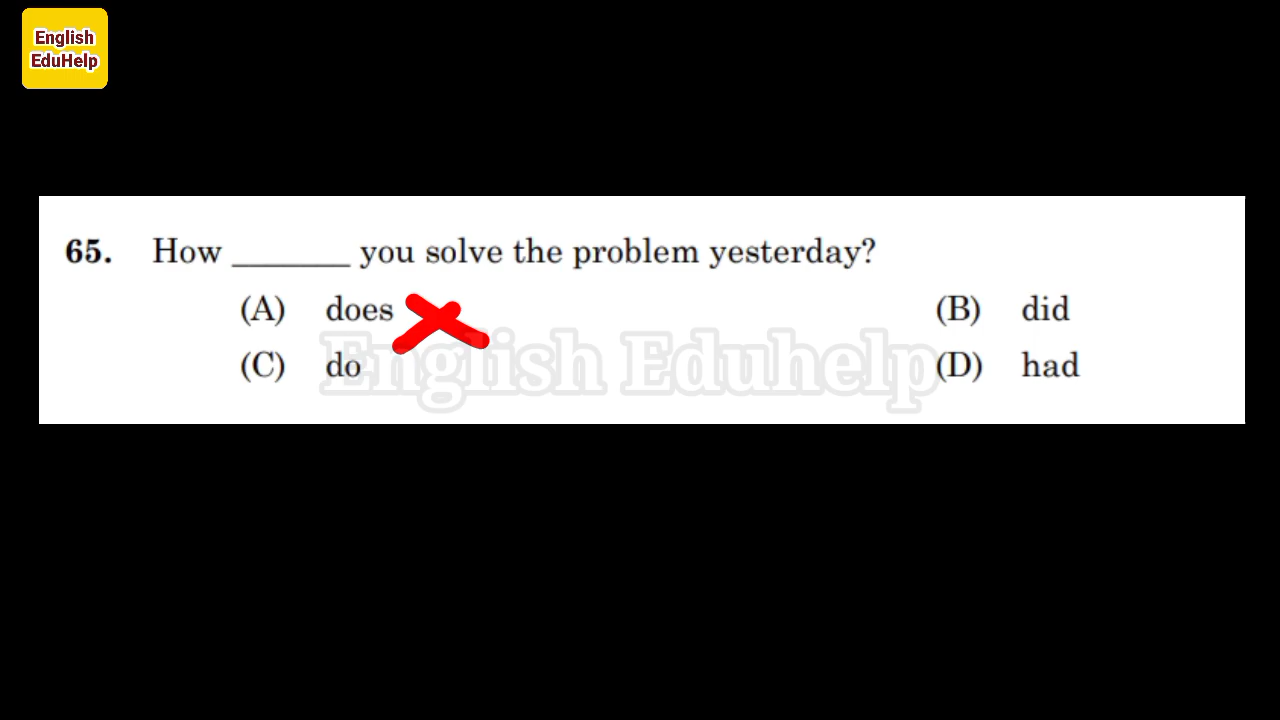 English
EduHelp
65. How _______ you solve the problem yesterday?
(A) does (B) did
(C) do (D) had
English Eduhelp